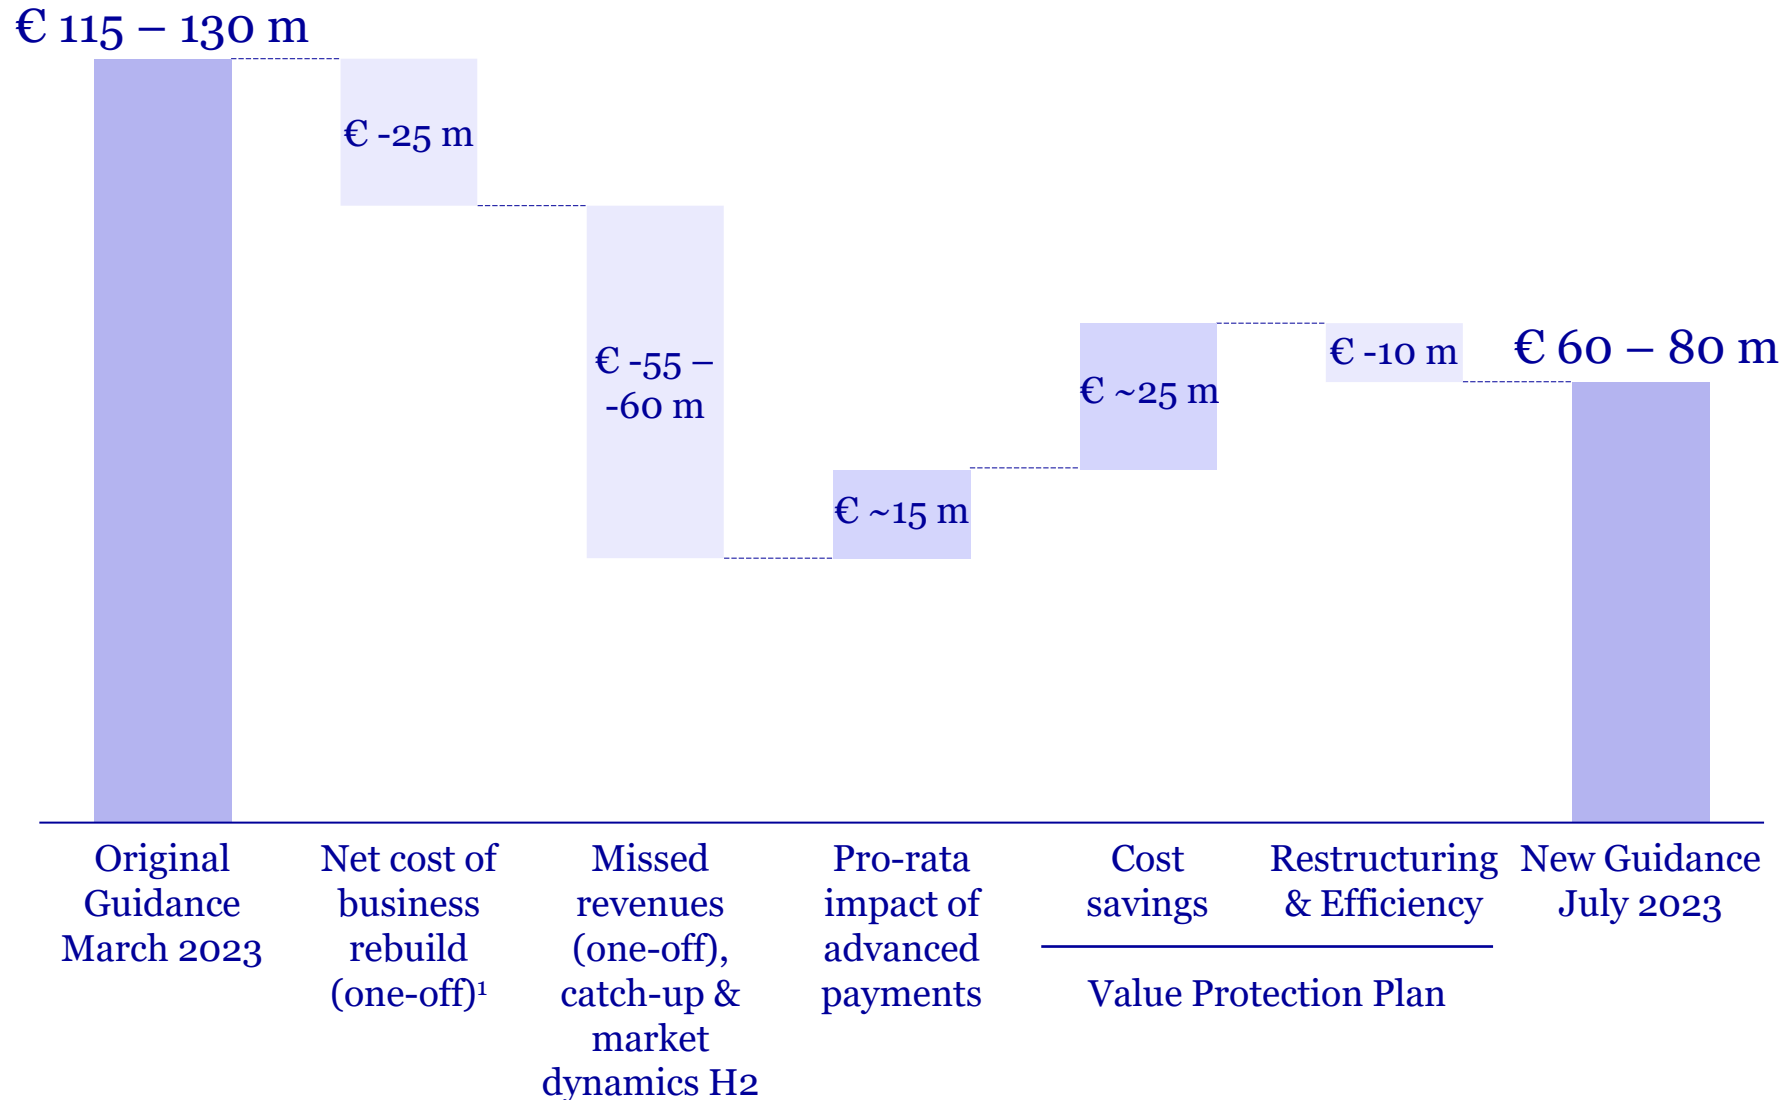 € 115 – 130 m
€ -25 m
€ -55 –
-60 m
€ ~15 m
€ ~25 m
€ -10 m
€ 60 – 80 m
Original
Guidance
March 2023
Net cost of
business
rebuild
(one-off)¹
Missed
revenues
(one-off),
catch-up &
market
dynamics H2
Pro-rata
impact of
advanced
payments
Cost
savings
Restructuring
& Efficiency
Value Protection Plan
New Guidance
July 2023